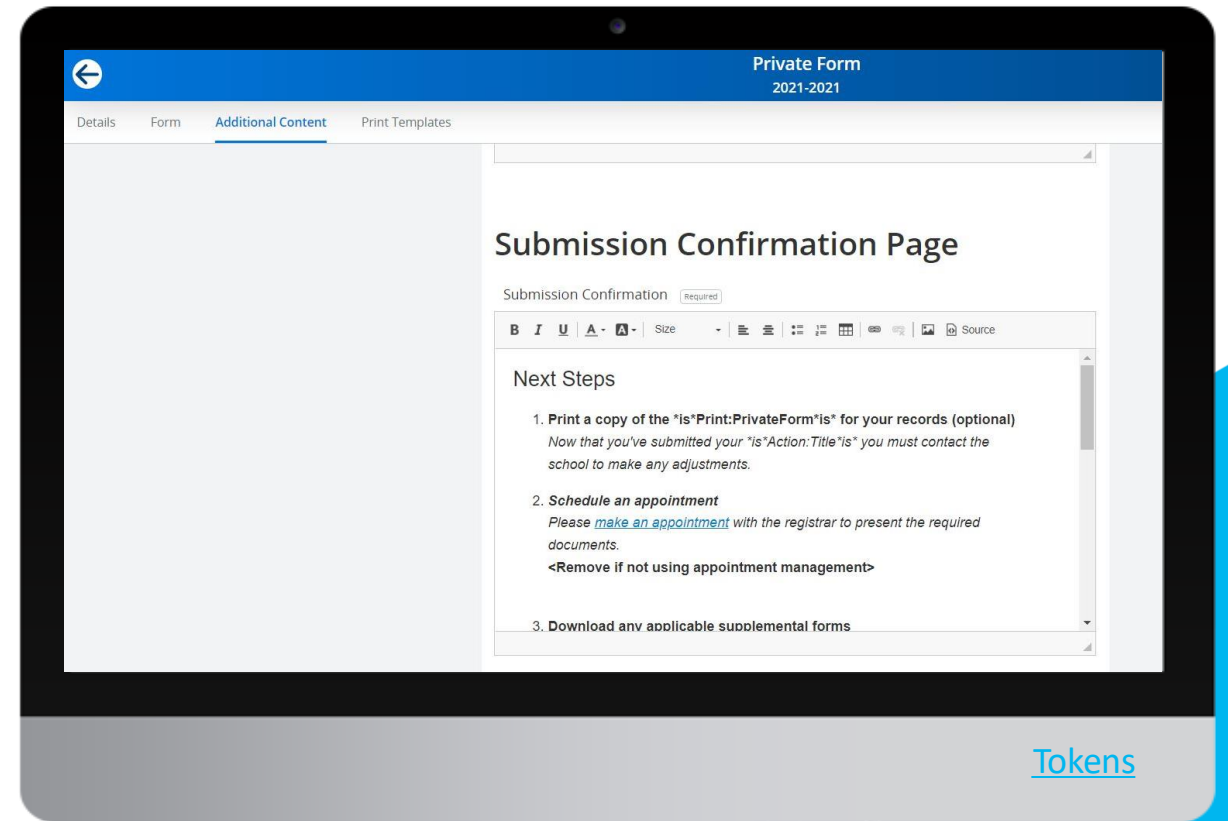 Private Form
2021-2021
Details Form Additional Content Print Templates
Submission Confirmation Page
Submission Confirmation Required
B I U A A Size Source
Next Steps
1. Print a copy of the *is*Print:PrivateForm*is* for your records (optional)
Now that you've submitted your *is*Action:Title*is* you must contact the
school to make any adjustments.
2. Schedule an appointment
Please make an appointment with the registrar to present the required
documents.
<Remove if not using appointment management>
3. Download any applicable supplemental forms
Tokens